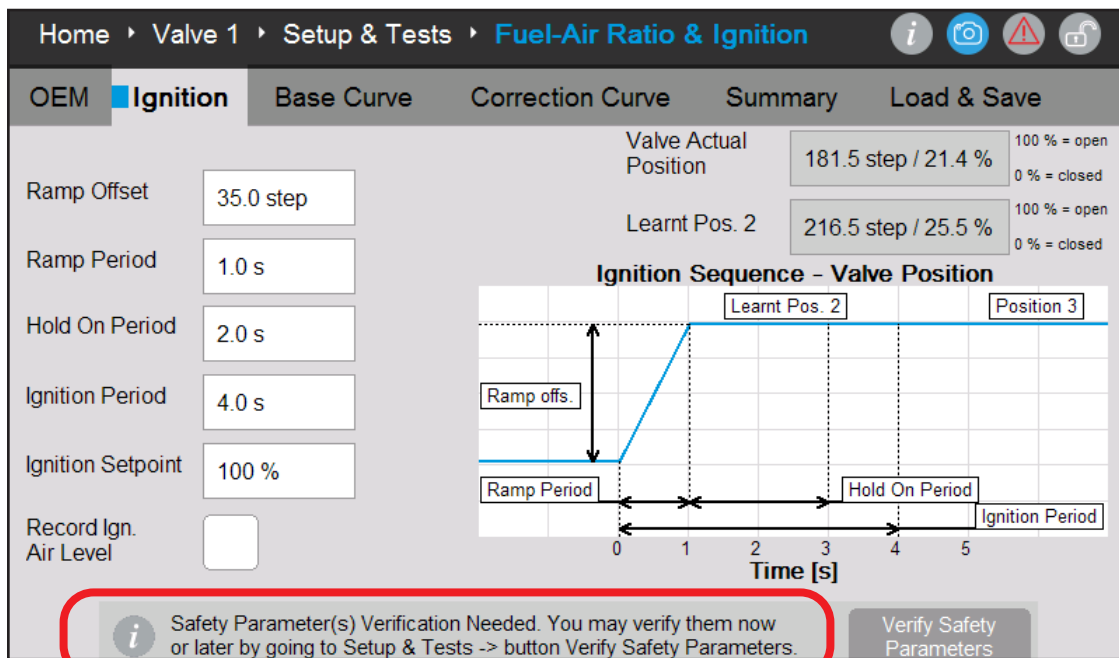 Home ‣ Valve 1 ‣ Setup & Tests ‣ Fuel-Air Ratio & Ignition
OEM Ignition Base Curve Correction Curve Summary Load & Save
Valve Actual
Position
181.5 step / 21.4 %
100 % = open
0 % = closed
Learnt Pos. 2
216.5 step / 25.5 %
100 % = open
0 % = closed
Ramp Offset
35.0 step
Ramp Period
1.0 s
Hold On Period
2.0 s
Ignition Period
4.0 s
Ignition Setpoint
100 %
Record Ign.
Air Level
Ignition Sequence - Valve Position
Learnt Pos. 2
Position 3
Ramp offs.
Ramp Period
Hold On Period
Ignition Period
0 1 2 3 4 5
Time [s]
Safety Parameter(s) Verification Needed. You may verify them now
or later by going to Setup & Tests -> button Verify Safety Parameters.
Verify Safety
Parameters